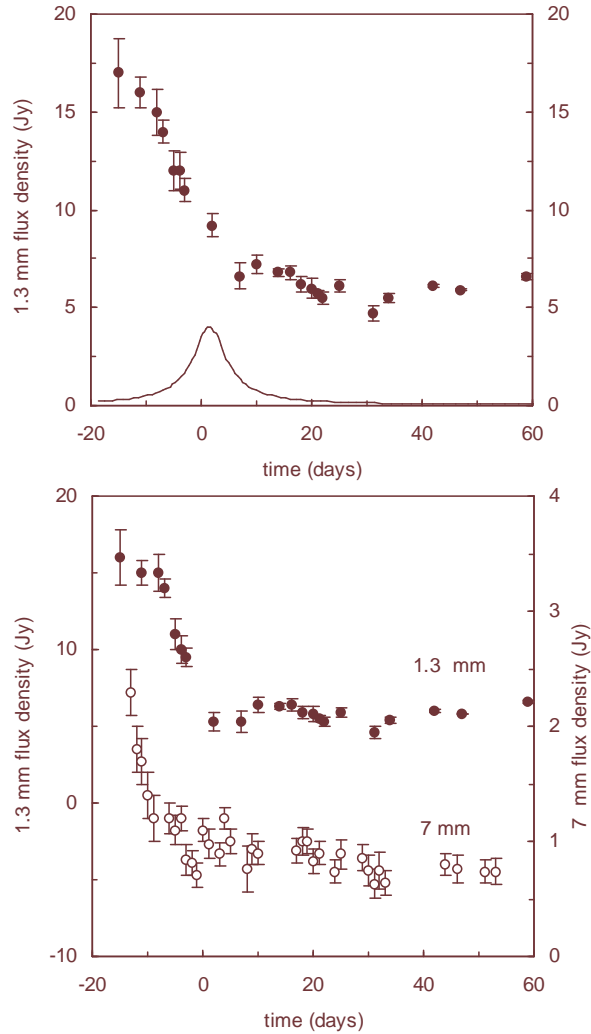 20 20
15 15
10 10
5 5
0 0
-20 0 20 40 60
time (days)
1.3 mm flux density (Jy)
20 4
10 3
2
0 1
-10 0
-20 0 20 40 60
time (days)
1.3 mm flux density (Jy)
7 mm flux density (Jy)
1.3 mm
7 mm